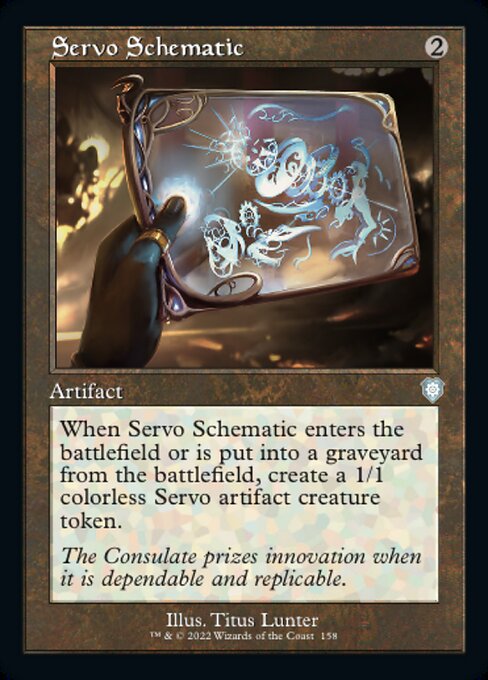 Servo Schematic 2
Artifact
When Servo Schematic enters the
battlefield or is put into a graveyard
from the battlefield, create a 1/1
colorless Servo artifact creature
token.
The Consulate prizes innovation when
it is dependable and replicable.
Illus. Titus Lunter
™ & © 2022 Wizards of the Coast 158